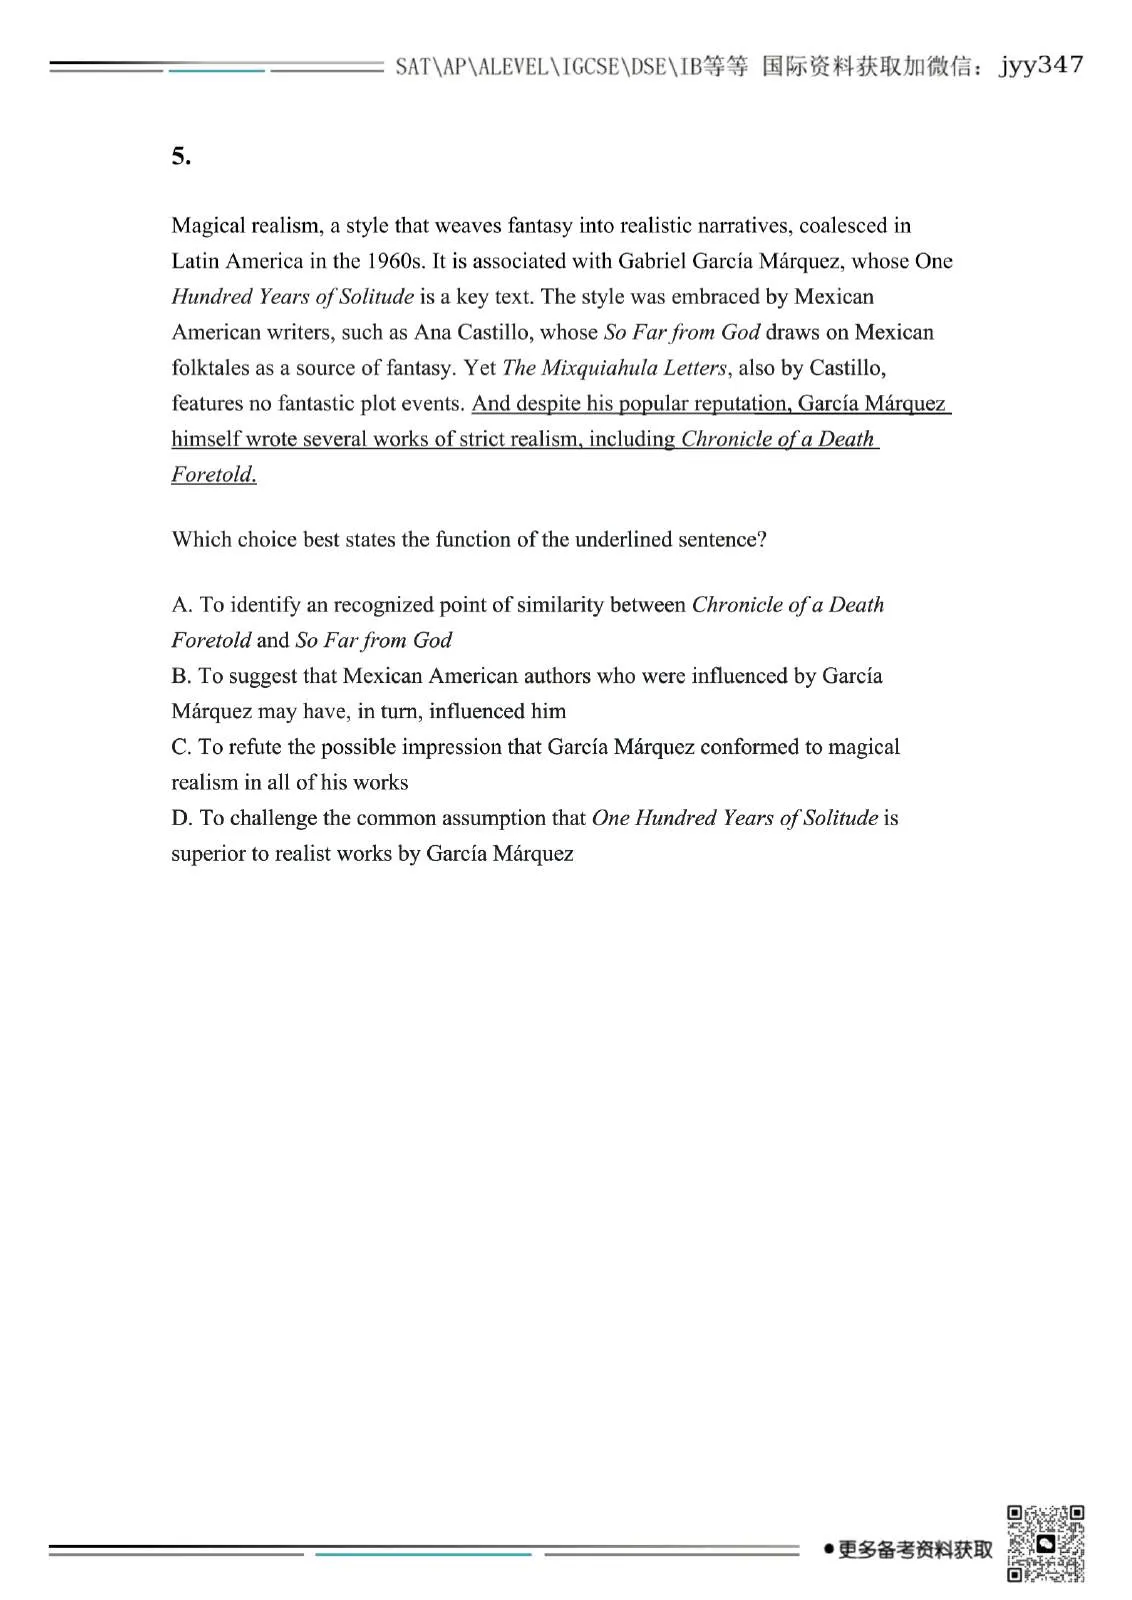 SAT\AP\ALEVEL\IGCSE\DSE\IB等等 国际资料获取加微信: jyy347
5.
Magical realism, a style that weaves fantasy into realistic narratives, coalesced in
Latin America in the 1960s. It is associated with Gabriel García Márquez, whose One
Hundred Years of Solitude is a key text. The style was embraced by Mexican
American writers, such as Ana Castillo, whose So Far from God draws on Mexican
folktales as a source of fantasy. Yet The Mixquiahula Letters, also by Castillo,
features no fantastic plot events. And despite his popular reputation, García Márquez
himself wrote several works of strict realism, including Chronicle of a Death
Foretold.
Which choice best states the function of the underlined sentence?
A. To identify an recognized point of similarity between Chronicle of a Death
Foretold and So Far from God
B. To suggest that Mexican American authors who were influenced by García
Márquez may have, in turn, influenced him
C. To refute the possible impression that García Márquez conformed to magical
realism in all of his works
D. To challenge the common assumption that One Hundred Years of Solitude is
superior to realist works by García Márquez
●更多备考资料获取